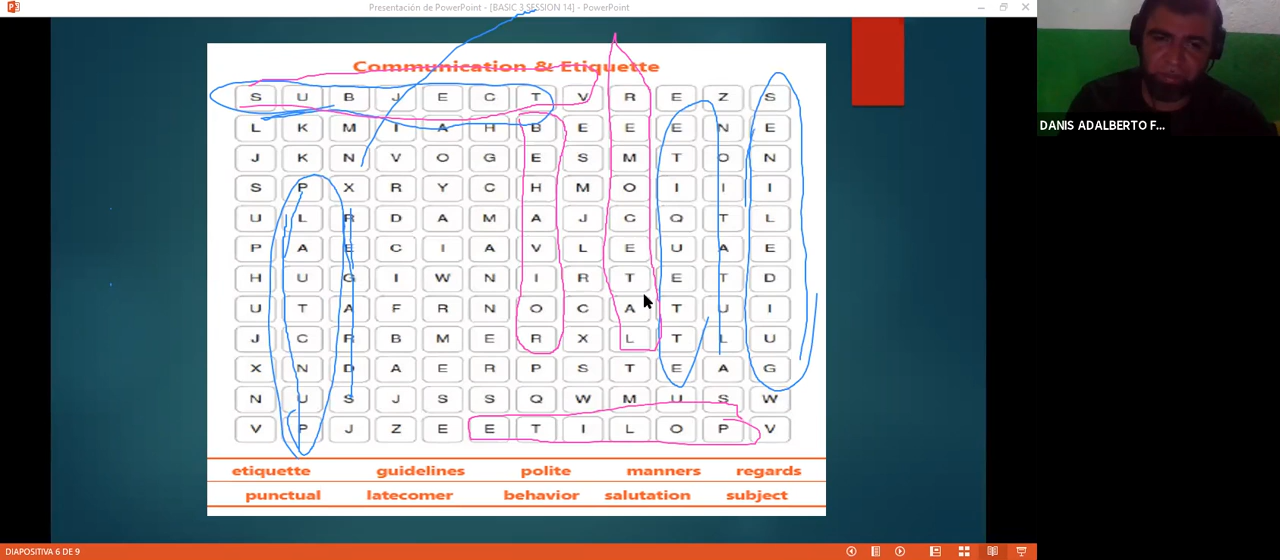 Presentación de PowerPoint - [BASIC 3 SESSION 14] - PowerPoint
Communication & Etiquette
S U B J E C T V R E Z S
L K M I A H B E E E N E
J K N V O G E S M T O N
S P X R Y C H M O I I I
U L R D A M A J C Q T L
P A E C I A V L E U A E
H U G I W N I R T E T D
U T A F R N O C A T U I
J C R B M E R X L T L U
X N D A E R P S T E A G
N U S J S S Q W M U S W
V P J Z E E T I L O P V
etiquette guidelines polite manners regards
punctual latecomer behavior salutation subject
DANIS ADALBERTO F...
DIAPOSITIVA 6 DE 9